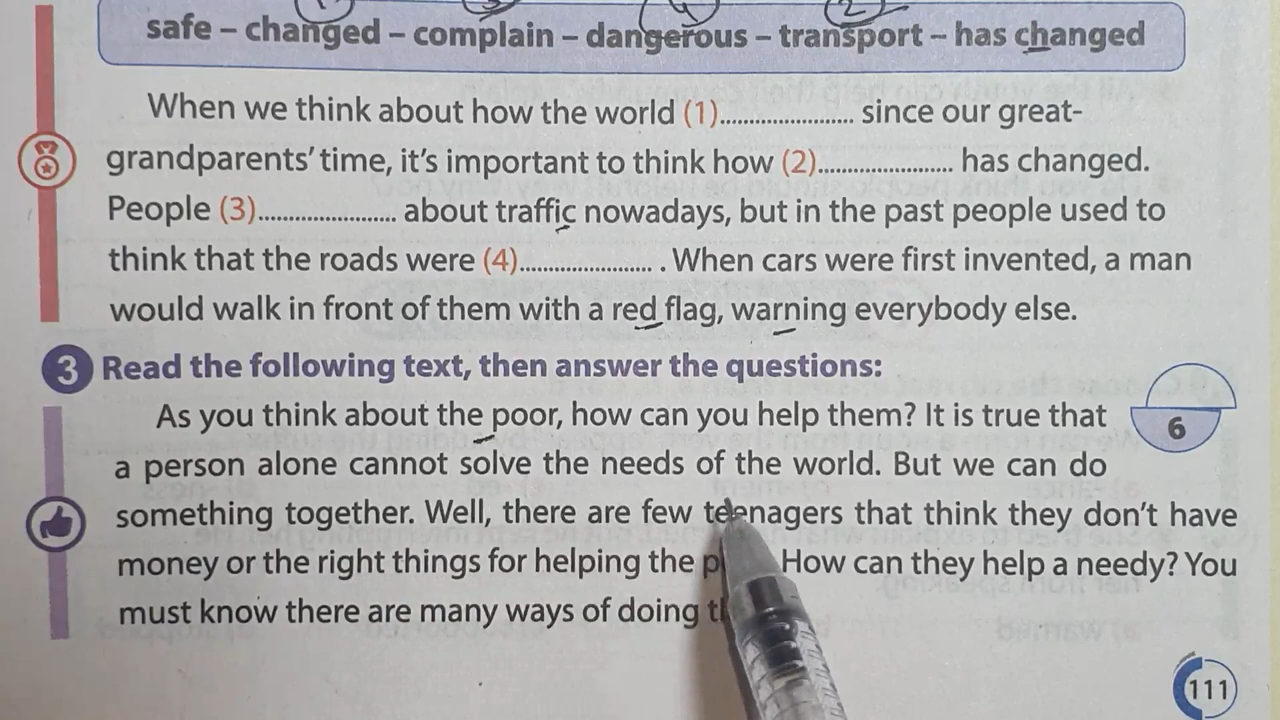 safe – changed – complain – dangerous – transport – has changed
When we think about how the world (1)...................... since our great-
grandparents' time, it's important to think how (2)...................... has changed.
People (3)...................... about traffic nowadays, but in the past people used to
think that the roads were (4)...................... . When cars were first invented, a man
would walk in front of them with a red flag, warning everybody else.
3 Read the following text, then answer the questions:
As you think about the poor, how can you help them? It is true that
6
a person alone cannot solve the needs of the world. But we can do
something together. Well, there are few teenagers that think they don't have
money or the right things for helping the How can they help a needy? You
must know there are many ways of doing
111